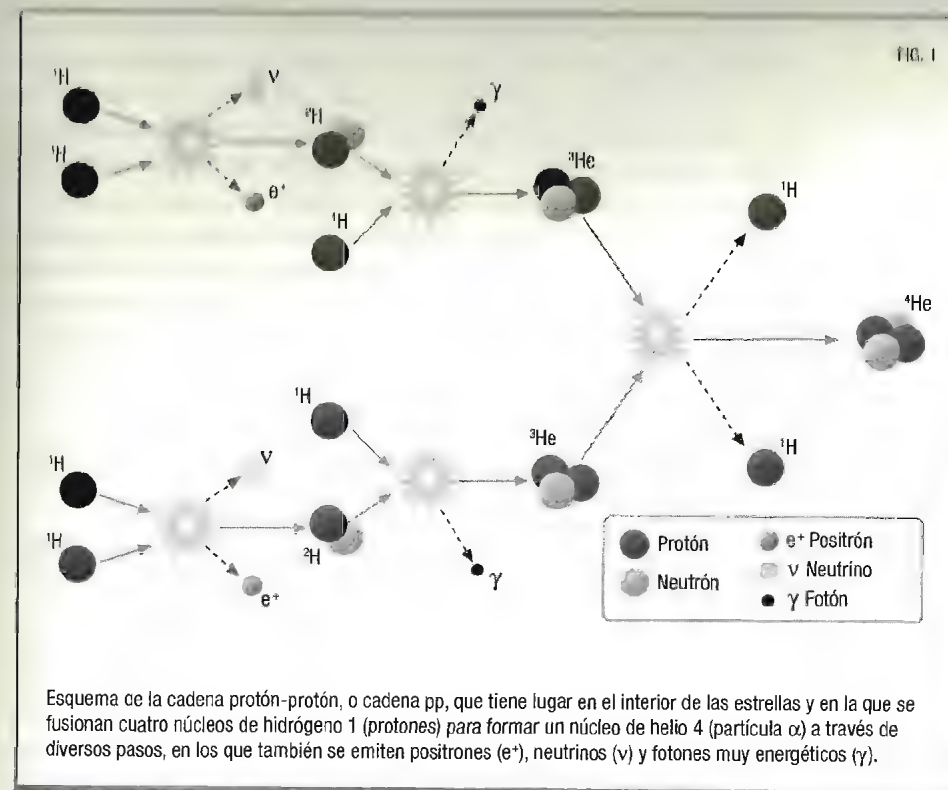 FIG. 1
¹H
ν
γ
²H
³He
¹H
¹H
e⁺
¹H
⁴He
¹H
³He
¹H
ν
¹H
¹H
²H
e⁺
γ
Protón
e⁺ Positrón
Neutrón
ν Neutrino
γ Fotón
Esquema de la cadena protón-protón, o cadena pp, que tiene lugar en el interior de las estrellas y en la que se
fusionan cuatro núcleos de hidrógeno 1 (protones) para formar un núcleo de helio 4 (partícula α) a través de
diversos pasos, en los que también se emiten positrones (e⁺), neutrinos (ν) y fotones muy energéticos (γ).